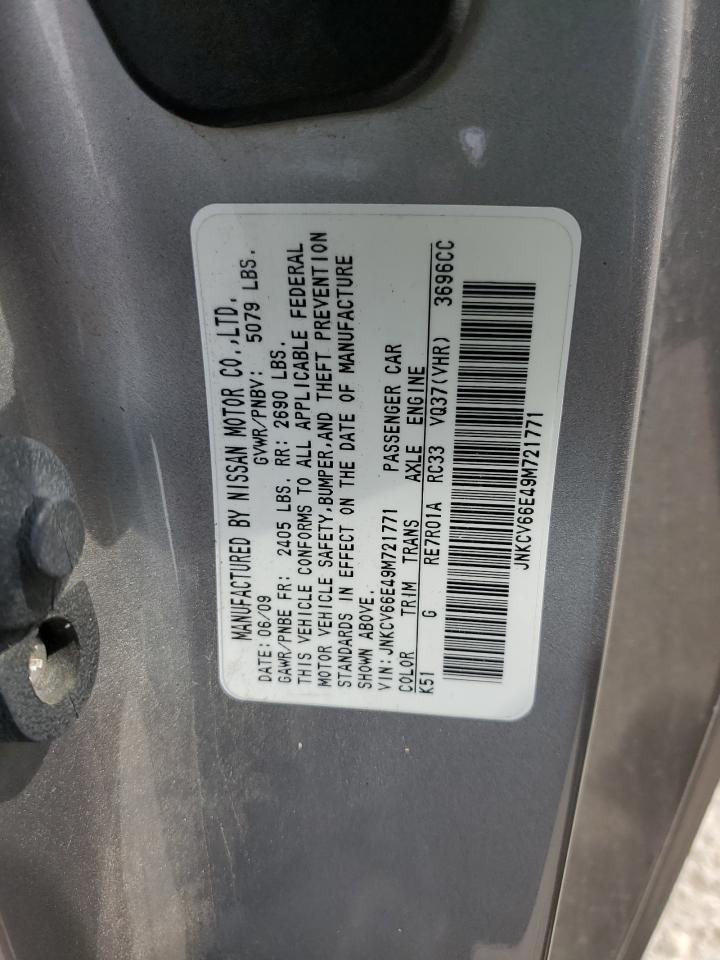 MANUFACTURED BY NISSAN MOTOR CO.,LTD.
DATE: 06/09 GVWR/PNBV: 5079 LBS.
GAWR/PNBE FR: 2405 LBS. RR: 2690 LBS.
THIS VEHICLE CONFORMS TO ALL APPLICABLE FEDERAL
MOTOR VEHICLE SAFETY,BUMPER,AND THEFT PREVENTION
STANDARDS IN EFFECT ON THE DATE OF MANUFACTURE
SHOWN ABOVE.
VIN: JNKCV66E49M721771 PASSENGER CAR
COLOR TRIM TRANS AXLE ENGINE
K51 G RE7R01A RC33 VQ37(VHR) 3696CC
JNKCV66E49M721771